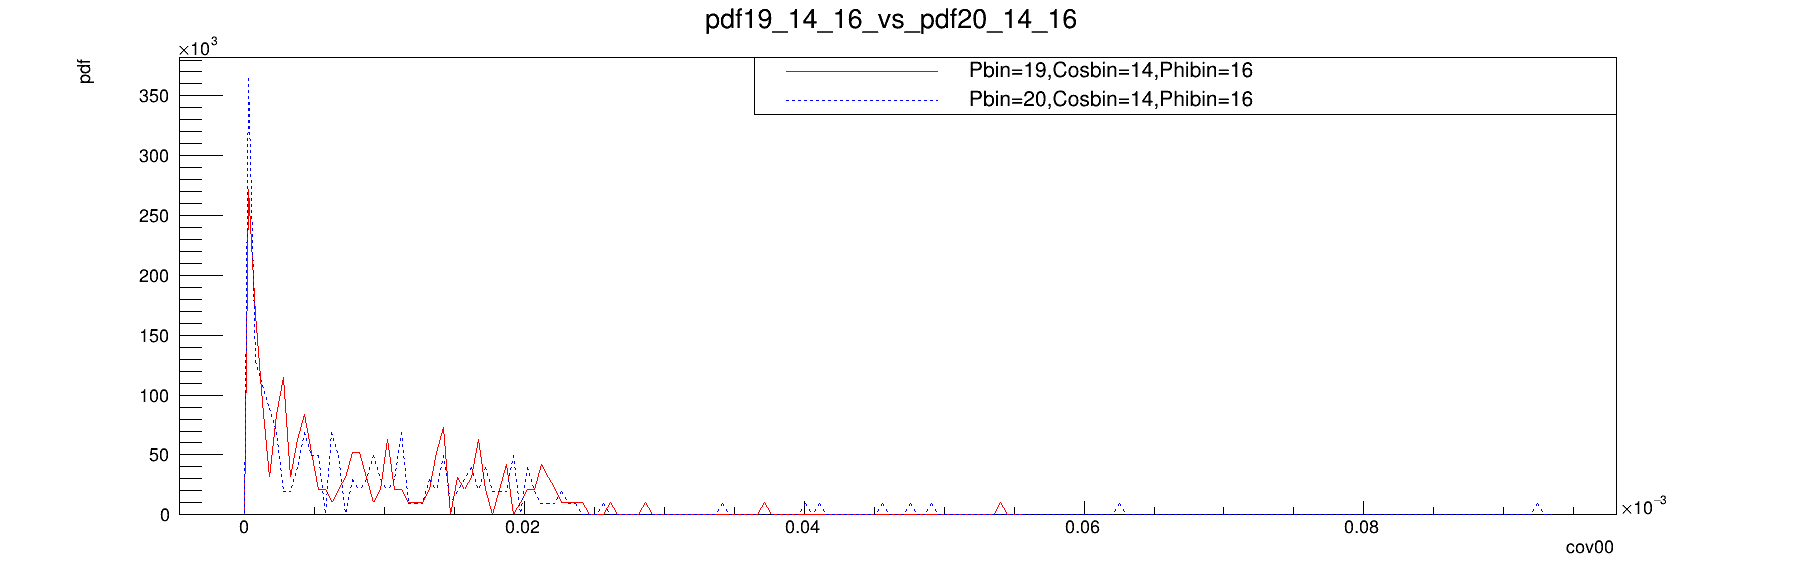 pdf19_14_16_vs_pdf20_14_16
×10³
pdf
Pbin=19,Cosbin=14,Phibin=16
Pbin=20,Cosbin=14,Phibin=16
350
300
250
200
150
100
50
0
0 0.02 0.04 0.06 0.08 ×10⁻³
cov00